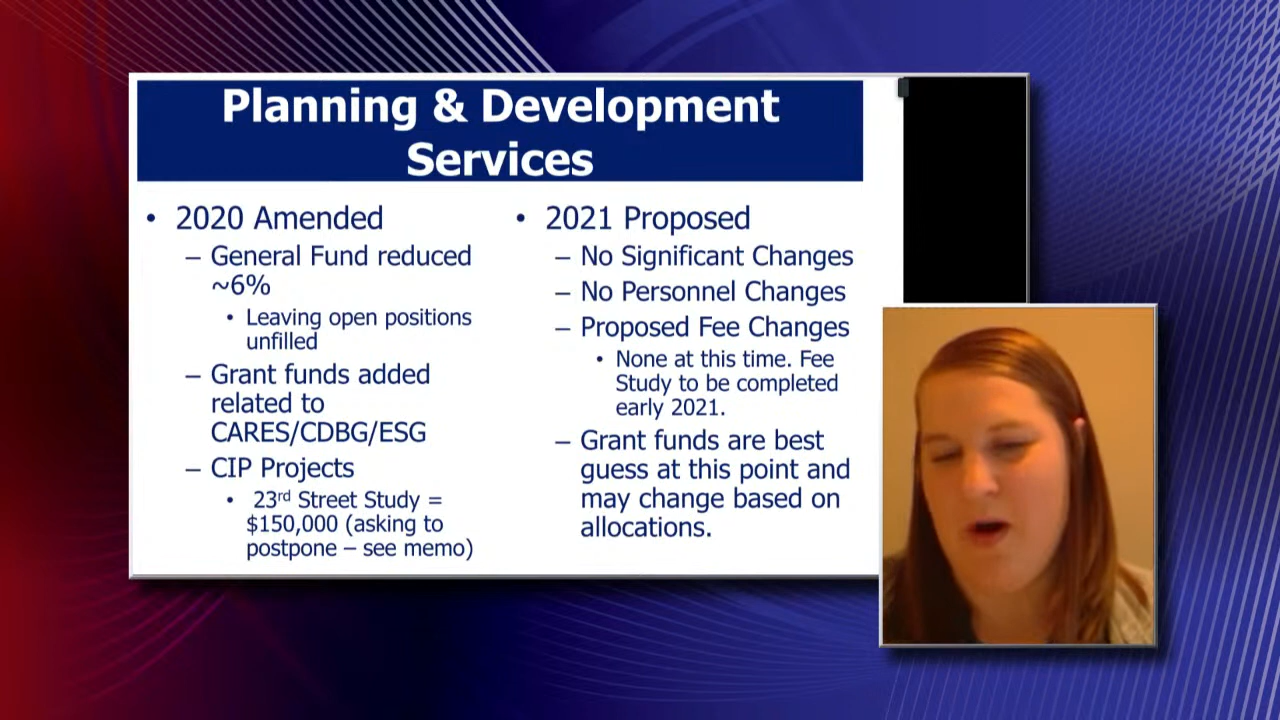 Planning & Development
Services
• 2020 Amended
– General Fund reduced
~6%
• Leaving open positions
unfilled
– Grant funds added
related to
CARES/CDBG/ESG
– CIP Projects
• 23rd Street Study =
$150,000 (asking to
postpone – see memo)
• 2021 Proposed
– No Significant Changes
– No Personnel Changes
– Proposed Fee Changes
• None at this time. Fee
Study to be completed
early 2021.
– Grant funds are best
guess at this point and
may change based on
allocations.